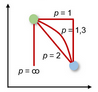 p = 1
p = 1,3
p = 2
p = ∞